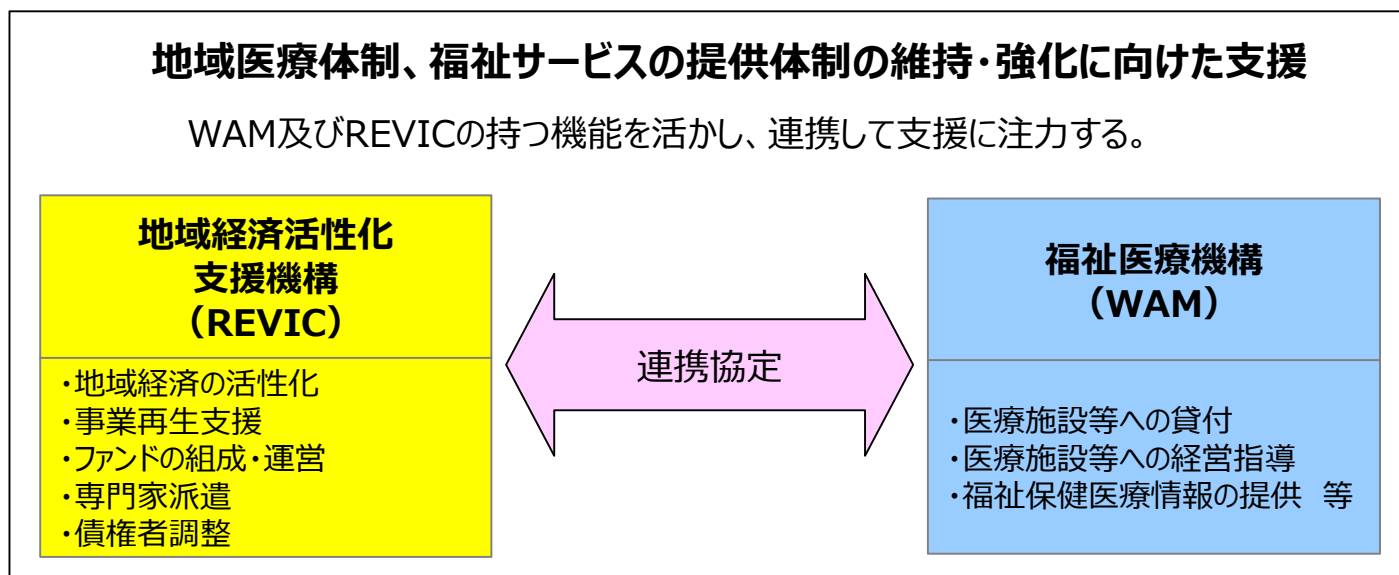 地域医療体制、福祉サービスの提供体制の維持・強化に向けた支援
WAM及びREVICの持つ機能を活かし、連携して支援に注力する。
地域経済活性化
支援機構
（REVIC）
・地域経済の活性化
・事業再生支援
・ファンドの組成・運営
・専門家派遣
・債権者調整
連携協定
福祉医療機構
（WAM）
・医療施設等への貸付
・医療施設等への経営指導
・福祉保健医療情報の提供　等